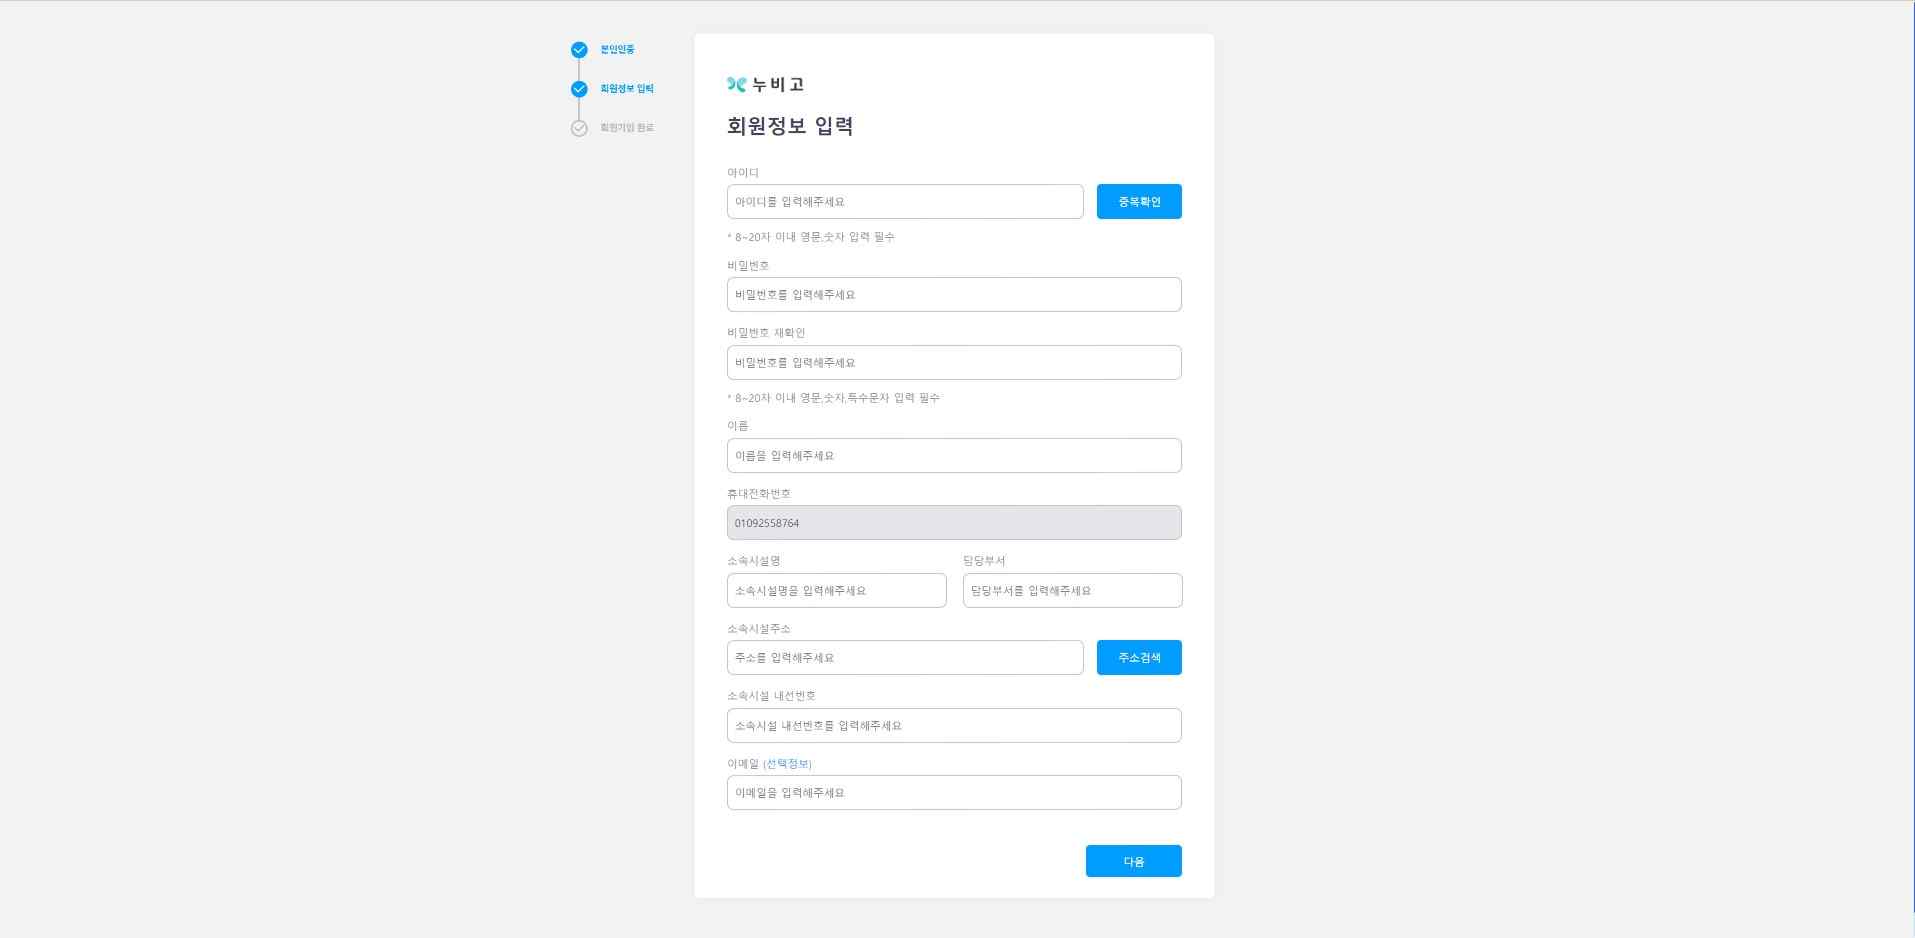 본인인증
회원정보 입력
회원가입 완료
누비고
회원정보 입력
아이디
아이디를 입력해주세요
중복확인
* 8~20자 이내 영문,숫자 입력 필수
비밀번호
비밀번호를 입력해주세요
비밀번호 재확인
비밀번호를 입력해주세요
* 8~20자 이내 영문,숫자,특수문자 입력 필수
이름
이름을 입력해주세요
휴대전화번호
01092558764
소속시설명 담당부서
소속시설명을 입력해주세요 담당부서를 입력해주세요
소속시설주소
주소를 입력해주세요
주소검색
소속시설 내선번호
소속시설 내선번호를 입력해주세요
이메일 (선택정보)
이메일을 입력해주세요
다음